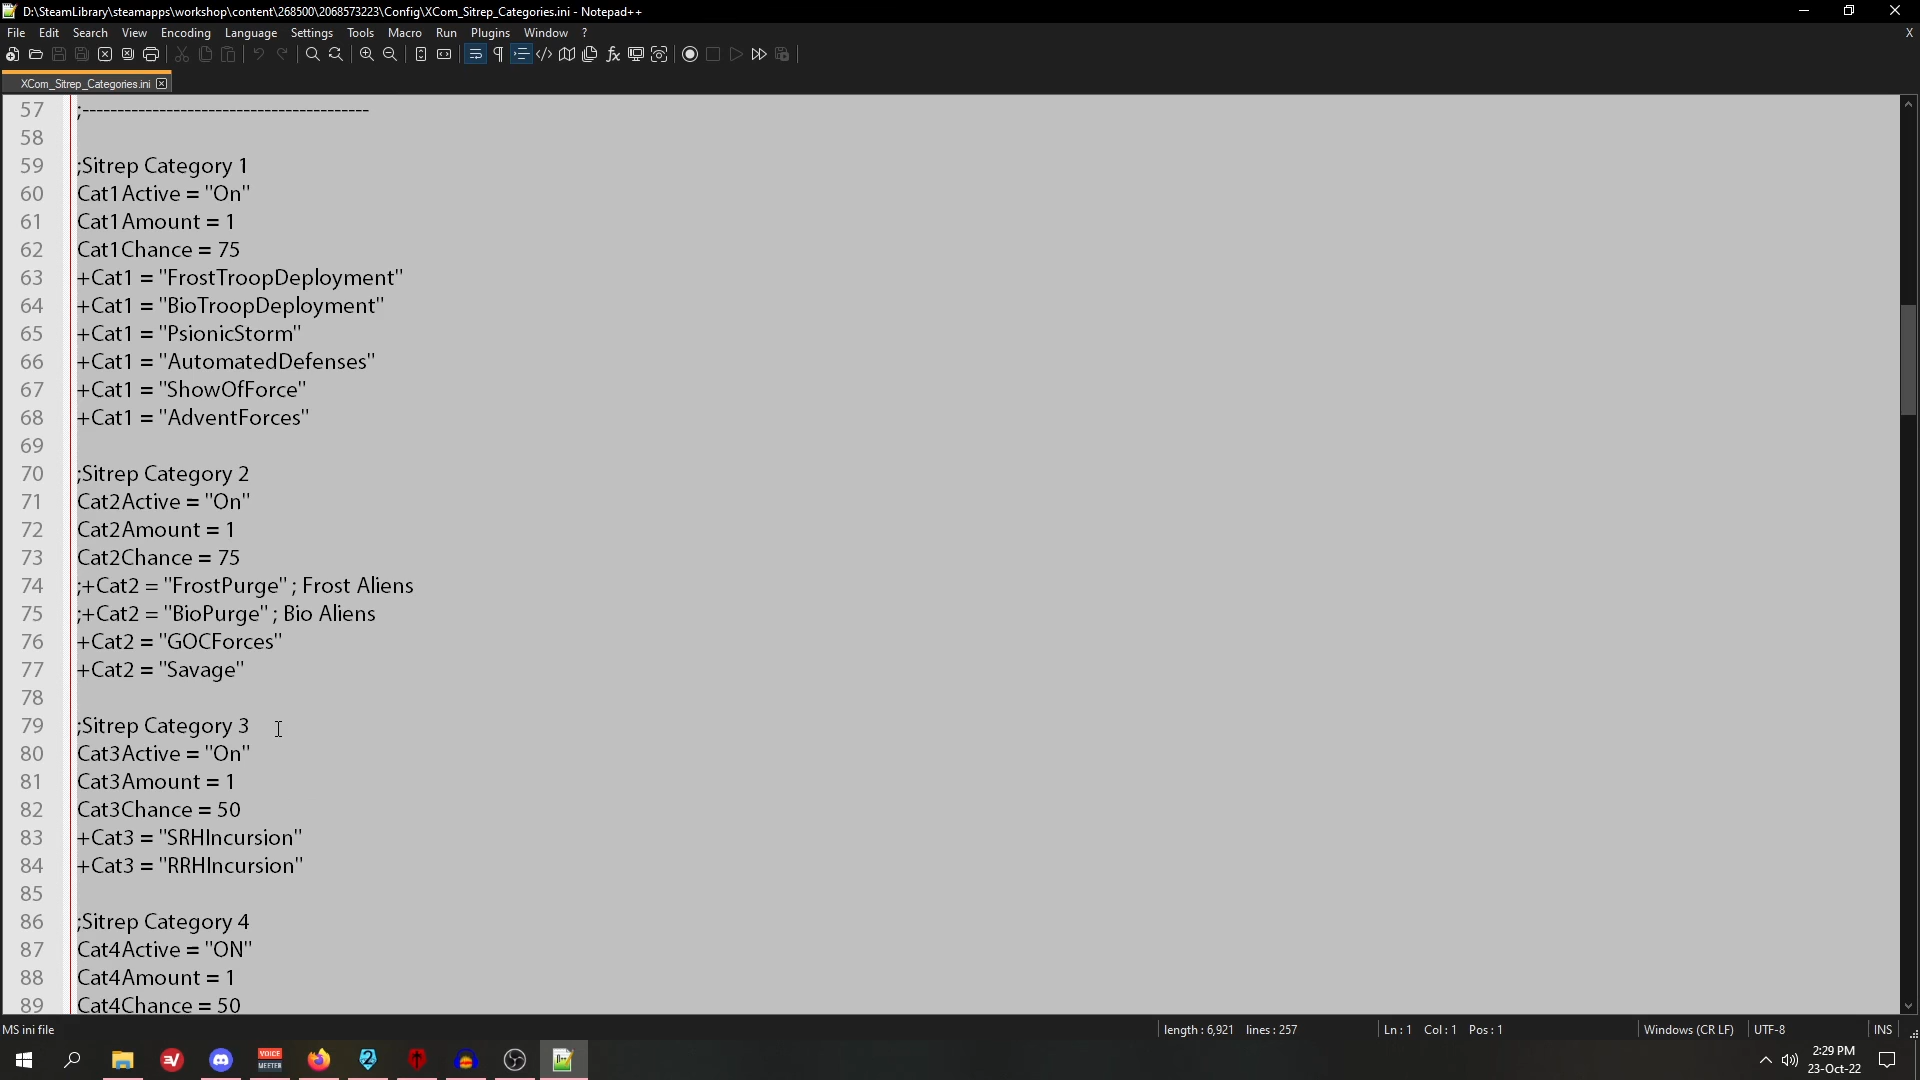 D:\SteamLibrary\steamapps\workshop\content\268500\2068573223\Config\XCom_Sitrep_Categories.ini - Notepad++
File Edit Search View Encoding Language Settings Tools Macro Run Plugins Window ? X
XCom_Sitrep_Categories.ini
57 ;-----------------------------------------
58
59 ;Sitrep Category 1
60 Cat1Active = "On"
61 Cat1Amount = 1
62 Cat1Chance = 75
63 +Cat1 = "FrostTroopDeployment"
64 +Cat1 = "BioTroopDeployment"
65 +Cat1 = "PsionicStorm"
66 +Cat1 = "AutomatedDefenses"
67 +Cat1 = "ShowOfForce"
68 +Cat1 = "AdventForces"
69
70 ;Sitrep Category 2
71 Cat2Active = "On"
72 Cat2Amount = 1
73 Cat2Chance = 75
74 ;+Cat2 = "FrostPurge" ; Frost Aliens
75 ;+Cat2 = "BioPurge" ; Bio Aliens
76 +Cat2 = "GOCForces"
77 +Cat2 = "Savage"
78
79 ;Sitrep Category 3
80 Cat3Active = "On"
81 Cat3Amount = 1
82 Cat3Chance = 50
83 +Cat3 = "SRHIncursion"
84 +Cat3 = "RRHIncursion"
85
86 ;Sitrep Category 4
87 Cat4Active = "ON"
88 Cat4Amount = 1
89 Cat4Chance = 50
MS ini file length : 6,921 lines : 257 Ln : 1 Col : 1 Pos : 1 Windows (CR LF) UTF-8 INS
VOICE
MEETER
2:29 PM
23-Oct-22